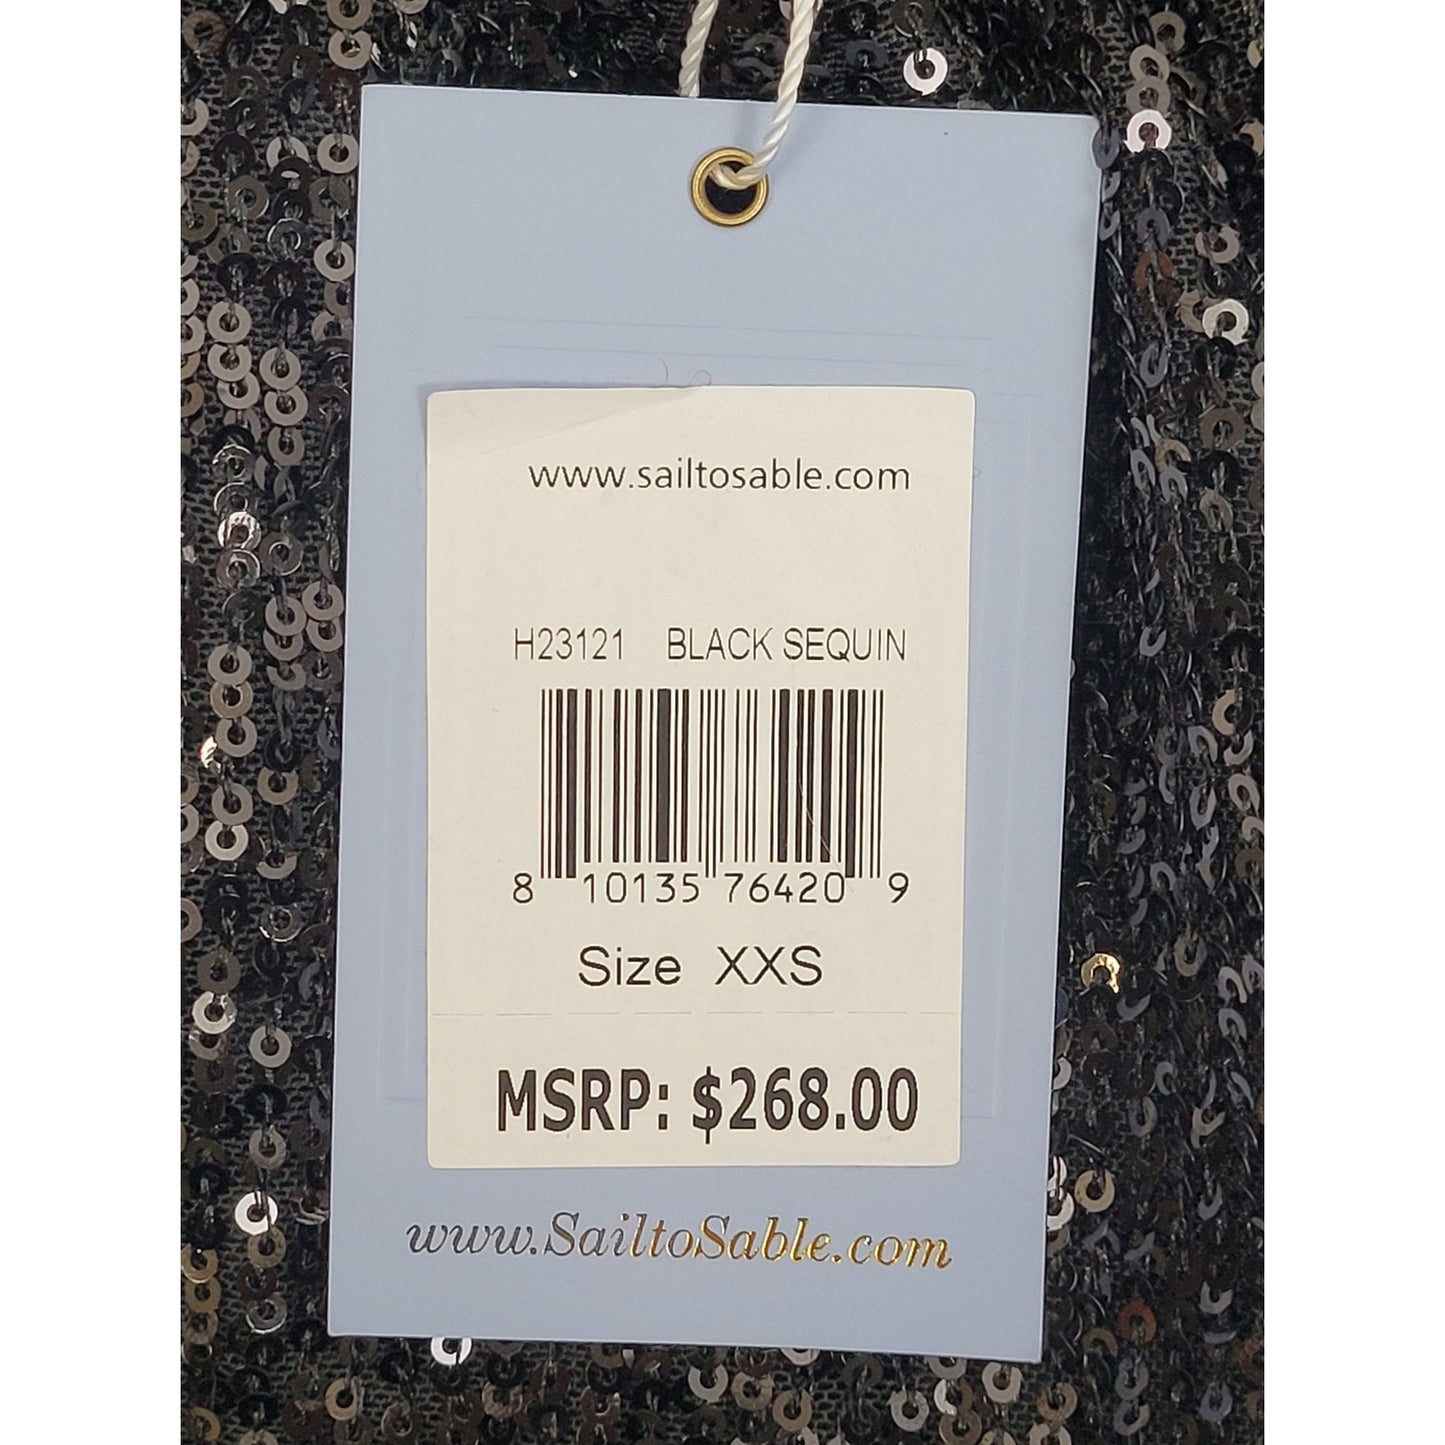 www.sailtosable.com
H23121 BLACK SEQUIN
8 10135 76420 9
Size XXS
MSRP: $268.00
www.SailtoSable.com